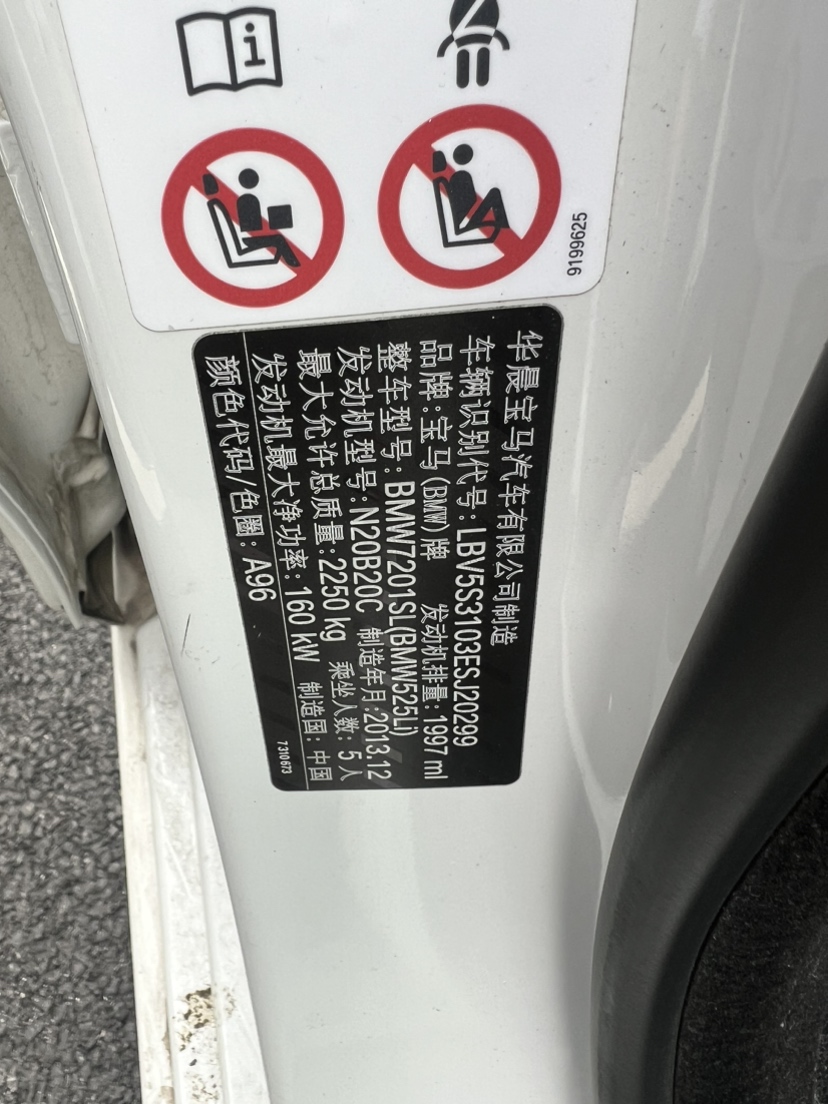 9199625
华晨宝马汽车有限公司制造
车辆识别代号:LBV5S3103ESJ20299
品牌:宝马(BMW)牌 发动机排量:1997 ml
整车型号:BMW7201SL(BMW525Li)
发动机型号:N20B20C 制造年月:2013.12
最大允许总质量:2250 kg 乘坐人数:5人
发动机最大净功率:160 kW 制造国:中国
颜色代码/色圈:A96 7310673